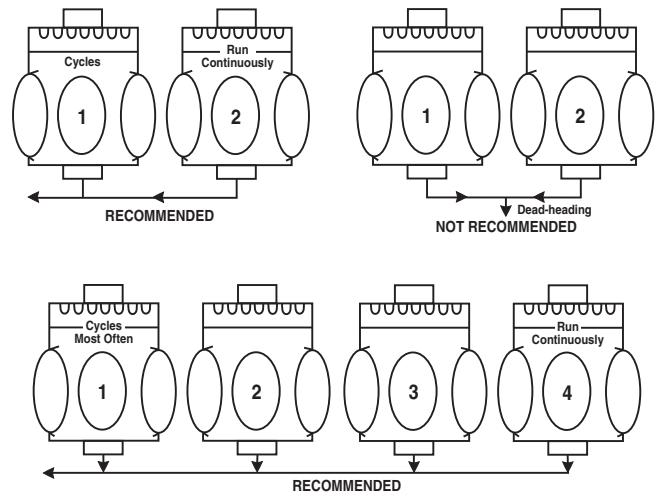 Cycles
Run
Continuously
1
2
RECOMMENDED
1
2
Dead-heading
NOT RECOMMENDED
Cycles
Most Often
Run
Continuously
1
2
3
4
RECOMMENDED